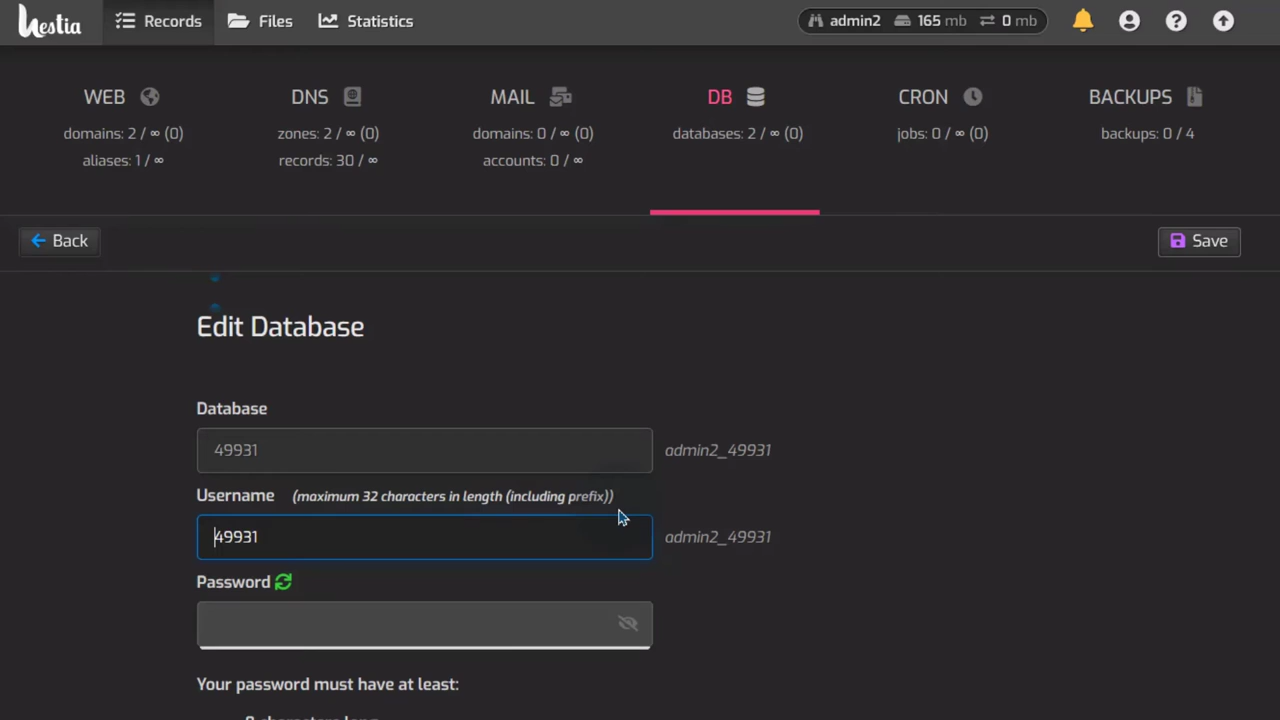 Hestia Records Files Statistics admin2 165 mb 0 mb
WEB DNS MAIL DB CRON BACKUPS
domains: 2 / ∞ (0) zones: 2 / ∞ (0) domains: 0 / ∞ (0) databases: 2 / ∞ (0) jobs: 0 / ∞ (0) backups: 0 / 4
aliases: 1 / ∞ records: 30 / ∞ accounts: 0 / ∞
Back Save
Edit Database
Database
49931 admin2_49931
Username (maximum 32 characters in length (including prefix))
49931 admin2_49931
Password
Your password must have at least:
8 characters long